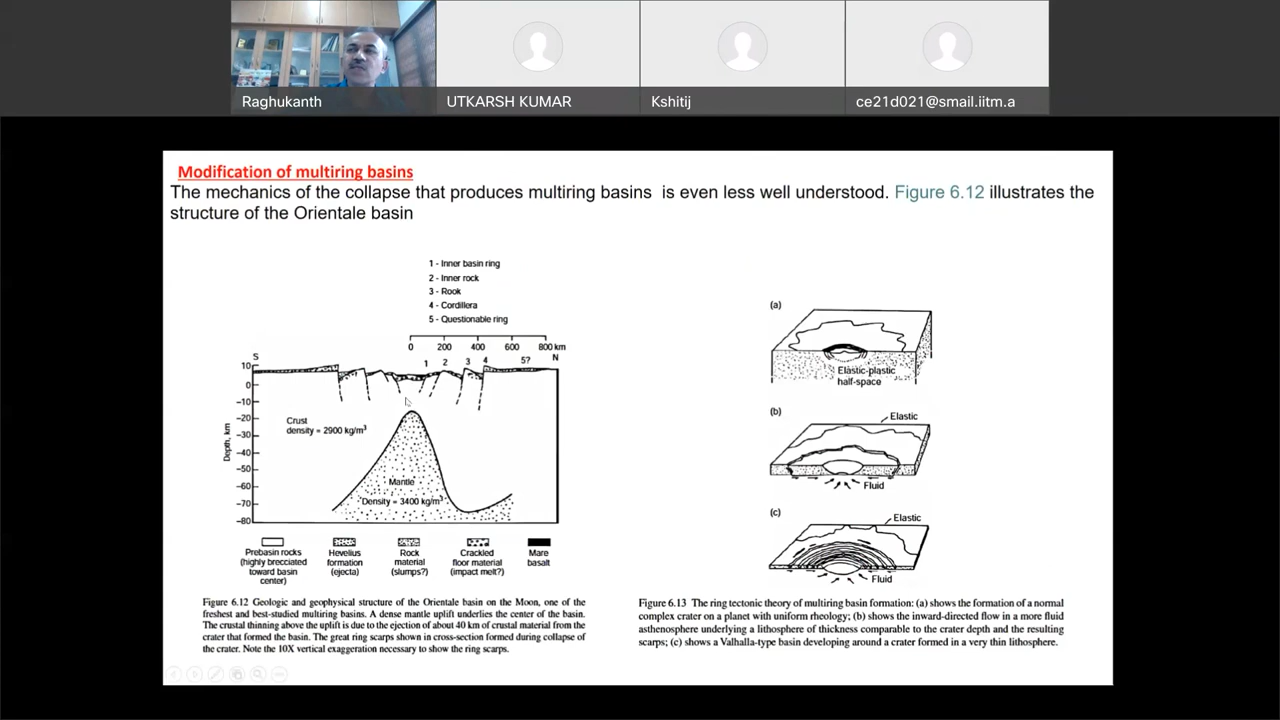 Raghukanth
UTKARSH KUMAR
Kshitij
ce21d021@smail.iitm.a
Modification of multiring basins
The mechanics of the collapse that produces multiring basins is even less well understood. Figure 6.12 illustrates the
structure of the Orientale basin
1 - Inner basin ring
2 - Inner rock
3 - Rook
4 - Cordillera
5 - Questionable ring
0 200 400 600 800 km
S 1 2 3 4 5? N
10
0
-10
-20
-30
-40
-50
-60
-70
-80
Depth, km
Crust
density = 2900 kg/m³
Mantle
Density = 3400 kg/m³
Prebasin rocks
(highly brecciated
toward basin
center)
Hevelius
formation
(ejecta)
Rock
material
(slumps?)
Crackled
floor material
(impact melt?)
Mare
basalt
Figure 6.12 Geologic and geophysical structure of the Orientale basin on the Moon, one of the
freshest and best-studied multiring basins. A dense mantle uplift underlies the center of the basin.
The crustal thinning above the uplift is due to the ejection of about 40 km of crustal material from the
crater that formed the basin. The great ring scarps shown in cross-section formed during collapse of
the crater. Note the 10X vertical exaggeration necessary to show the ring scarps.
(a)
Elastic-plastic
half-space
(b)
Elastic
Fluid
(c)
Elastic
Fluid
Figure 6.13 The ring tectonic theory of multiring basin formation: (a) shows the formation of a normal
complex crater on a planet with uniform rheology; (b) shows the inward-directed flow in a more fluid
asthenosphere underlying a lithosphere of thickness comparable to the crater depth and the resulting
scarps; (c) shows a Valhalla-type basin developing around a crater formed in a very thin lithosphere.